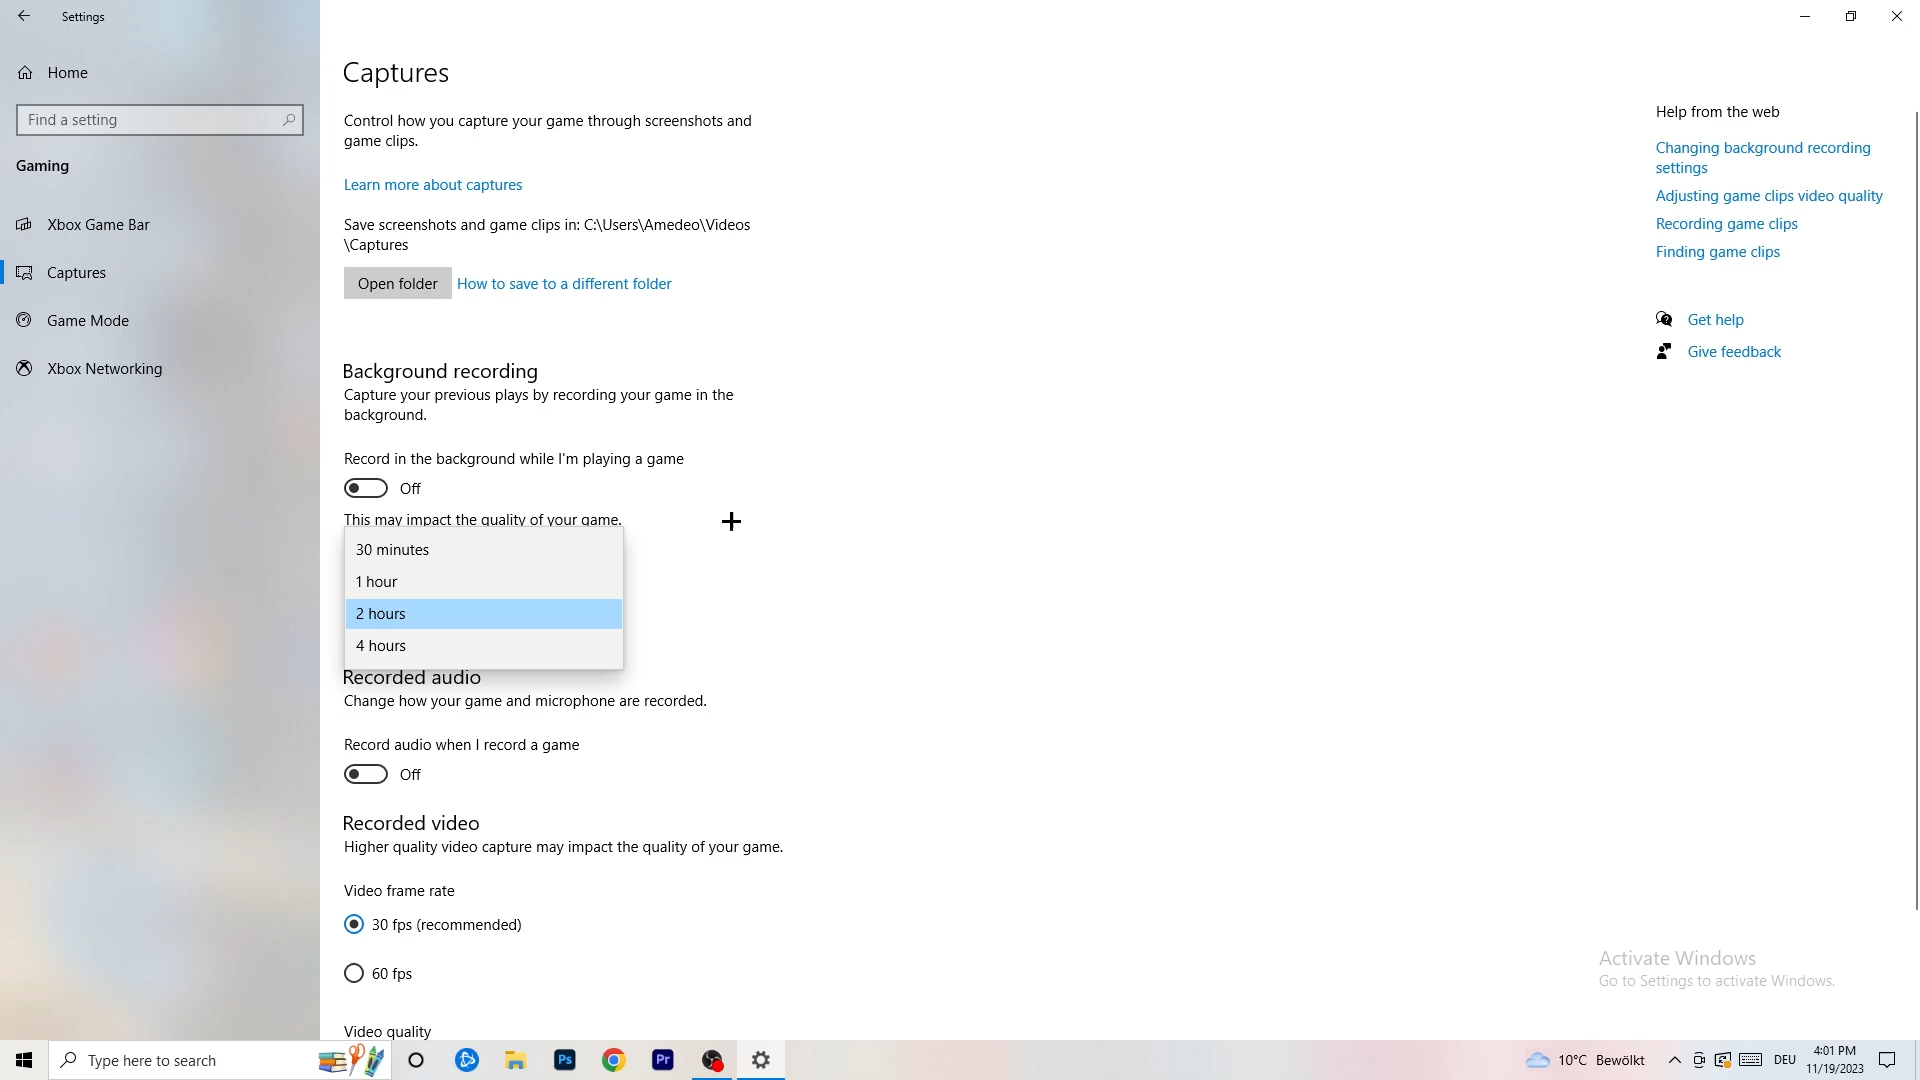 Settings
Home
Find a setting
Gaming
Xbox Game Bar
Captures
Game Mode
Xbox Networking
Captures
Control how you capture your game through screenshots and
game clips.
Learn more about captures
Save screenshots and game clips in: C:\Users\Amedeo\Videos
\Captures
Open folder
How to save to a different folder
Background recording
Capture your previous plays by recording your game in the
background.
Record in the background while I'm playing a game
Off
This may impact the quality of your game.
30 minutes
1 hour
2 hours
4 hours
Recorded audio
Change how your game and microphone are recorded.
Record audio when I record a game
Off
Recorded video
Higher quality video capture may impact the quality of your game.
Video frame rate
30 fps (recommended)
60 fps
Video quality
Help from the web
Changing background recording
settings
Adjusting game clips video quality
Recording game clips
Finding game clips
Get help
Give feedback
Activate Windows
Go to Settings to activate Windows.
Type here to search
Ps
Pr
10°C Bewölkt
DEU
4:01 PM
11/19/2023